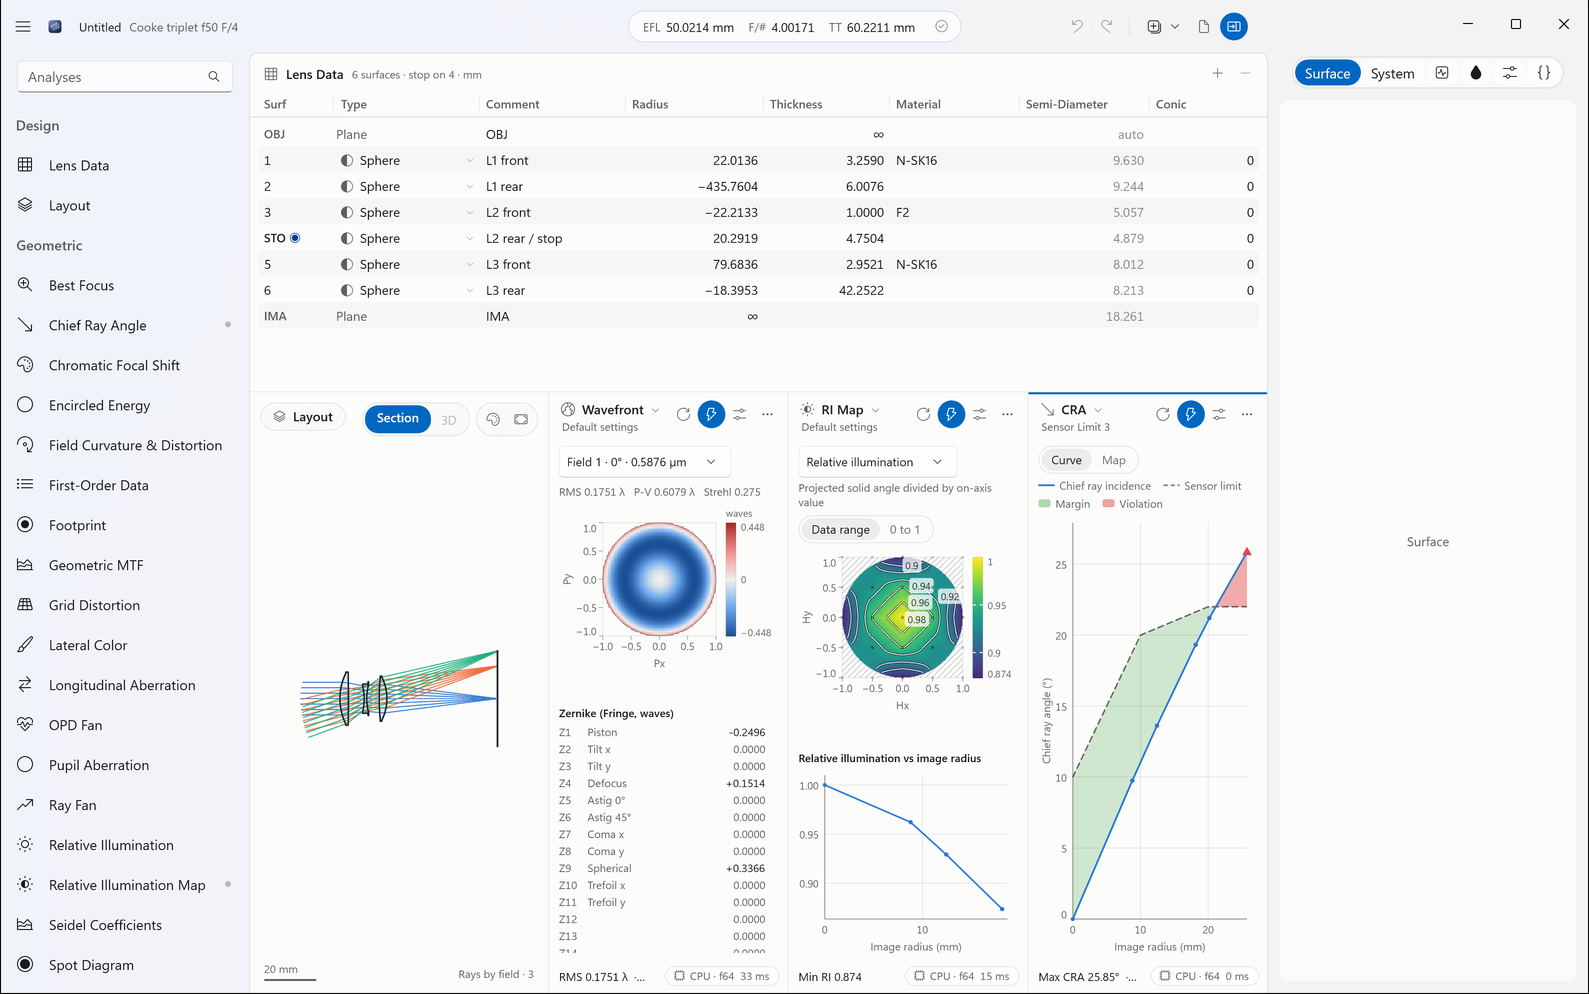 Untitled Cooke triplet f50 F/4
EFL 50.0214 mm F/# 4.00171 TT 60.2211 mm
Analyses
Design
Lens Data
Layout
Geometric
Best Focus
Chief Ray Angle
Chromatic Focal Shift
Encircled Energy
Field Curvature & Distortion
First-Order Data
Footprint
Geometric MTF
Grid Distortion
Lateral Color
Longitudinal Aberration
OPD Fan
Pupil Aberration
Ray Fan
Relative Illumination
Relative Illumination Map
Seidel Coefficients
Spot Diagram
Lens Data 6 surfaces · stop on 4 · mm
Surf Type Comment Radius Thickness Material Semi-Diameter Conic
OBJ Plane OBJ ∞ auto
1 Sphere L1 front 22.0136 3.2590 N-SK16 9.630 0
2 Sphere L1 rear −435.7604 6.0076 9.244 0
3 Sphere L2 front −22.2133 1.0000 F2 5.057 0
STO Sphere L2 rear / stop 20.2919 4.7504 4.879 0
5 Sphere L3 front 79.6836 2.9521 N-SK16 8.012 0
6 Sphere L3 rear −18.3953 42.2522 8.213 0
IMA Plane IMA ∞ 18.261
Layout Section 3D
20 mm Rays by field · 3
Wavefront
Default settings
Field 1 · 0° · 0.5876 µm
RMS 0.1751 λ P-V 0.6079 λ Strehl 0.275
waves
0.448
0
−0.448
Py
1.0
0.5
0.0
−0.5
−1.0
−1.0 −0.5 0.0 0.5 1.0
Px
Zernike (Fringe, waves)
Z1 Piston -0.2496
Z2 Tilt x 0.0000
Z3 Tilt y 0.0000
Z4 Defocus +0.1514
Z5 Astig 0° 0.0000
Z6 Astig 45° 0.0000
Z7 Coma x 0.0000
Z8 Coma y 0.0000
Z9 Spherical +0.3366
Z10 Trefoil x 0.0000
Z11 Trefoil y 0.0000
Z12 0.0000
Z13 0.0000
Z14 0.0000
RMS 0.1751 λ ·... CPU · f64 33 ms
RI Map
Default settings
Relative illumination
Projected solid angle divided by on-axis
value
Data range 0 to 1
Hy
1.0
0.5
0.0
−0.5
−1.0
0.9
0.94
0.92
0.96
0.98
1
0.95
0.9
0.874
−1.0 −0.5 0.0 0.5 1.0
Hx
Relative illumination vs image radius
1.00
0.95
0.90
0 10
Image radius (mm)
Min RI 0.874 CPU · f64 15 ms
CRA
Sensor Limit 3
Curve Map
Chief ray incidence Sensor limit
Margin Violation
Chief ray angle (°)
25
20
15
10
5
0
0 10 20
Image radius (mm)
Max CRA 25.85° ·... CPU · f64 0 ms
Surface System { }
Surface